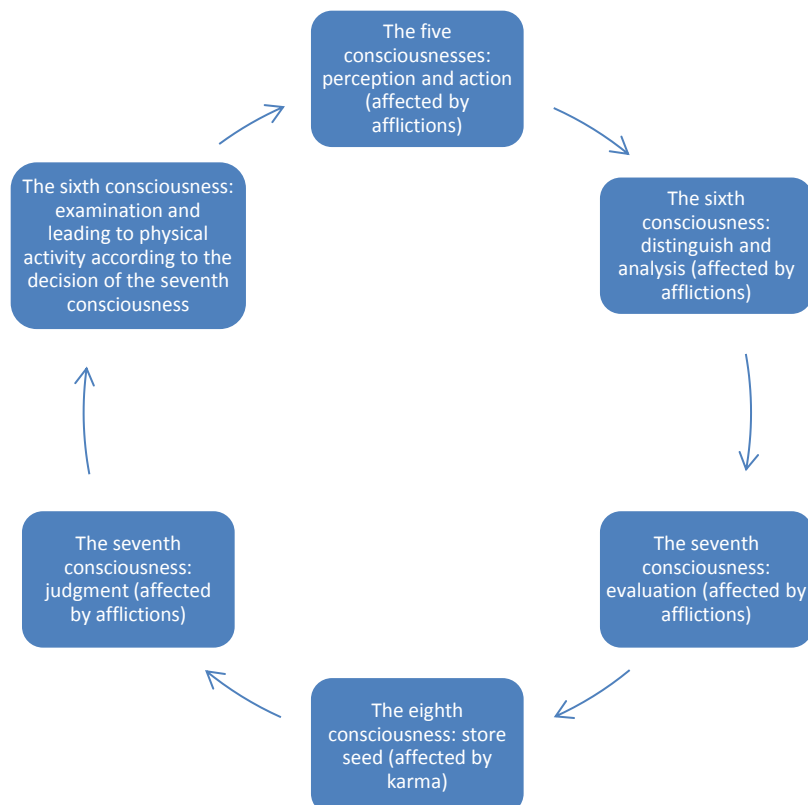 The five
consciousnesses:
perception and action
(affected by
afflictions)
The sixth
consciousness:
distinguish and
analysis (affected by
afflictions)
The seventh
consciousness:
evaluation (affected by
afflictions)
The eighth
consciousness: store
seed (affected by
karma)
The seventh
consciousness:
judgment (affected
by afflictions)
The sixth consciousness:
examination and
leading to physical
activity according to the
decision of the seventh
consciousness